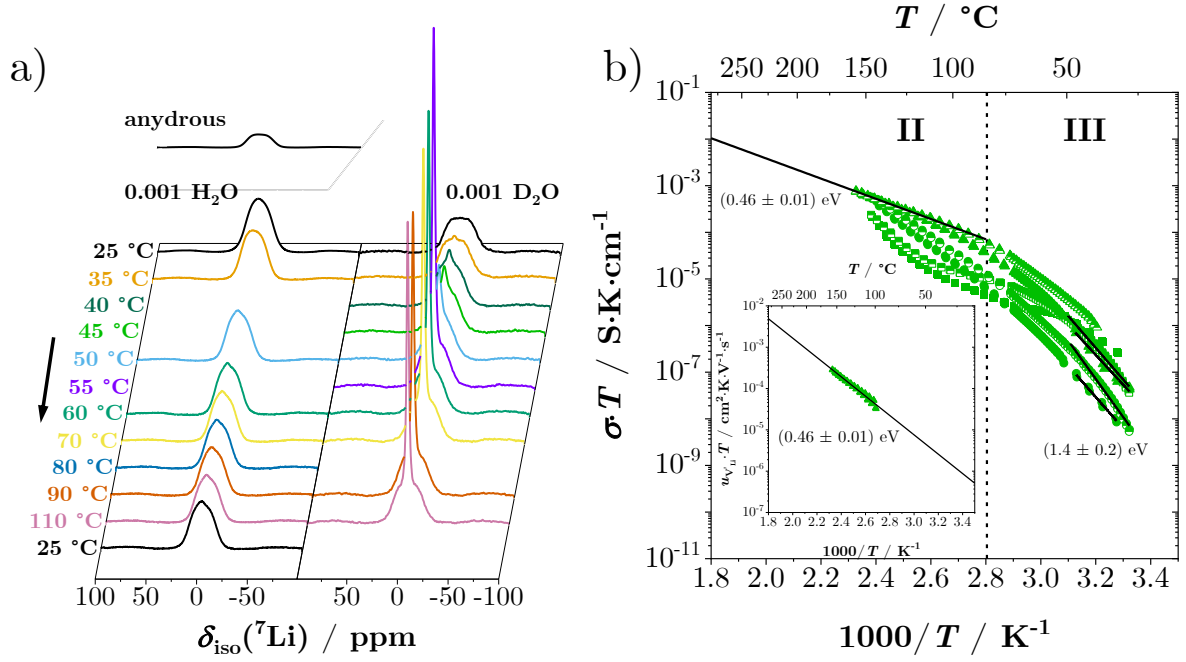 a)
anydrous
0.001 H₂O
0.001 D₂O
25 °C
35 °C
40 °C
45 °C
50 °C
55 °C
60 °C
70 °C
80 °C
90 °C
110 °C
25 °C
100 50 0 -50 50 0 -50 -100
δiso(⁷Li) / ppm
b)
T / °C
250 200 150 100 50
II
III
10⁻¹
10⁻³
10⁻⁵
10⁻⁷
10⁻⁹
10⁻¹¹
σ·T / S·K·cm⁻¹
(0.46 ± 0.01) eV
(1.4 ± 0.2) eV
1.8 2.0 2.2 2.4 2.6 2.8 3.0 3.2 3.4
1000/T / K⁻¹
T / °C
250 200 150 100 50
10⁻²
10⁻³
10⁻⁴
10⁻⁵
10⁻⁶
10⁻⁷
(0.46 ± 0.01) eV
·T / cm²·K·V⁻¹·s⁻¹
1.8 2.0 2.2 2.4 2.6 2.8 3.0 3.2 3.4
1000/T / K⁻¹